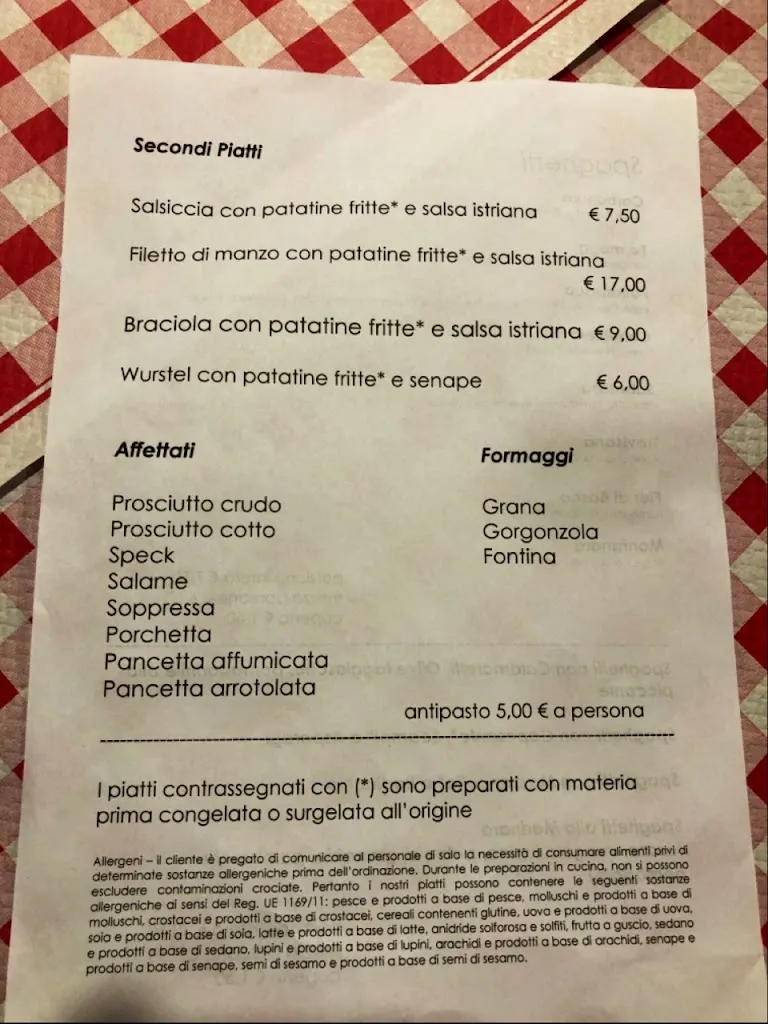 Secondi Piatti
Salsiccia con patatine fritte* e salsa istriana € 7,50
Filetto di manzo con patatine fritte* e salsa istriana
€ 17,00
Braciola con patatine fritte* e salsa istriana € 9,00
Wurstel con patatine fritte* e senape € 6,00
Affettati
Prosciutto crudo
Prosciutto cotto
Speck
Salame
Soppressa
Porchetta
Pancetta affumicata
Pancetta arrotolata
Formaggi
Grana
Gorgonzola
Fontina
antipasto 5,00 € a persona
I piatti contrassegnati con (*) sono preparati con materia
prima congelata o surgelata all'origine
Allergeni – il cliente è pregato di comunicare al personale di sala la necessità di consumare alimenti privi di
determinate sostanze allergeniche prima dell'ordinazione. Durante le preparazioni in cucina, non si possono
escludere contaminazioni crociate. Pertanto i nostri piatti possono contenere le seguenti sostanze
allergeniche ai sensi del Reg. UE 1169/11: pesce e prodotti a base di pesce, molluschi e prodotti a base di
molluschi, crostacei e prodotti a base di crostacei, cereali contenenti glutine, uova e prodotti a base di uova,
soia e prodotti a base di soia, latte e prodotti a base di latte, anidride solforosa e solfiti, frutta a guscio, sedano
e prodotti a base di sedano, lupini e prodotti a base di lupini, arachidi e prodotti a base di arachidi, senape e
prodotti a base di senape, semi di sesamo e prodotti a base di semi di sesamo.